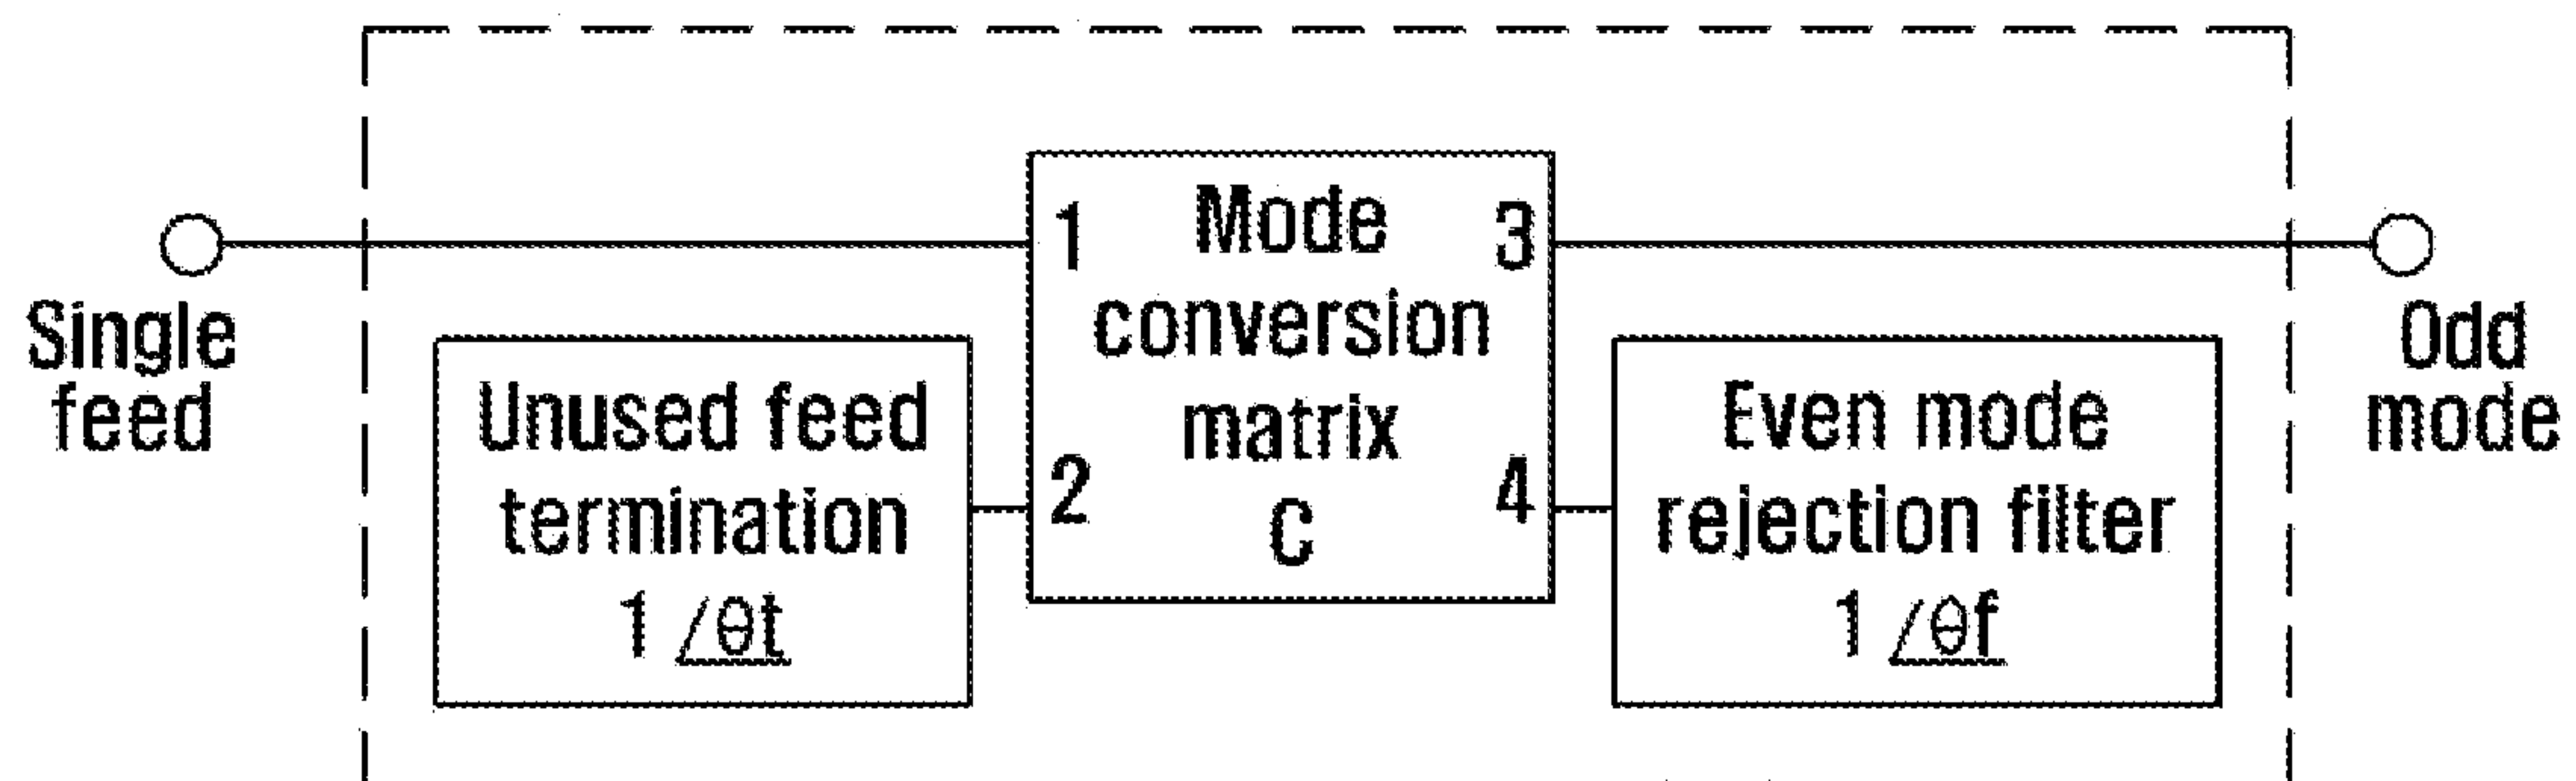 Single
feed
Unused feed
termination
1 /θt
1
2
Mode
conversion
matrix
C
3
4
Even mode
rejection filter
1 /θf
Odd
mode